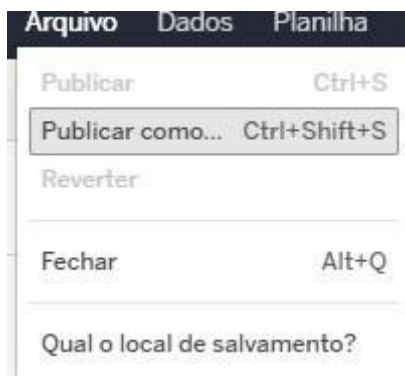 Arquivo Dados Planilha
Publicar Ctrl+S
Publicar como... Ctrl+Shift+S
Reverter
Fechar Alt+Q
Qual o local de salvamento?